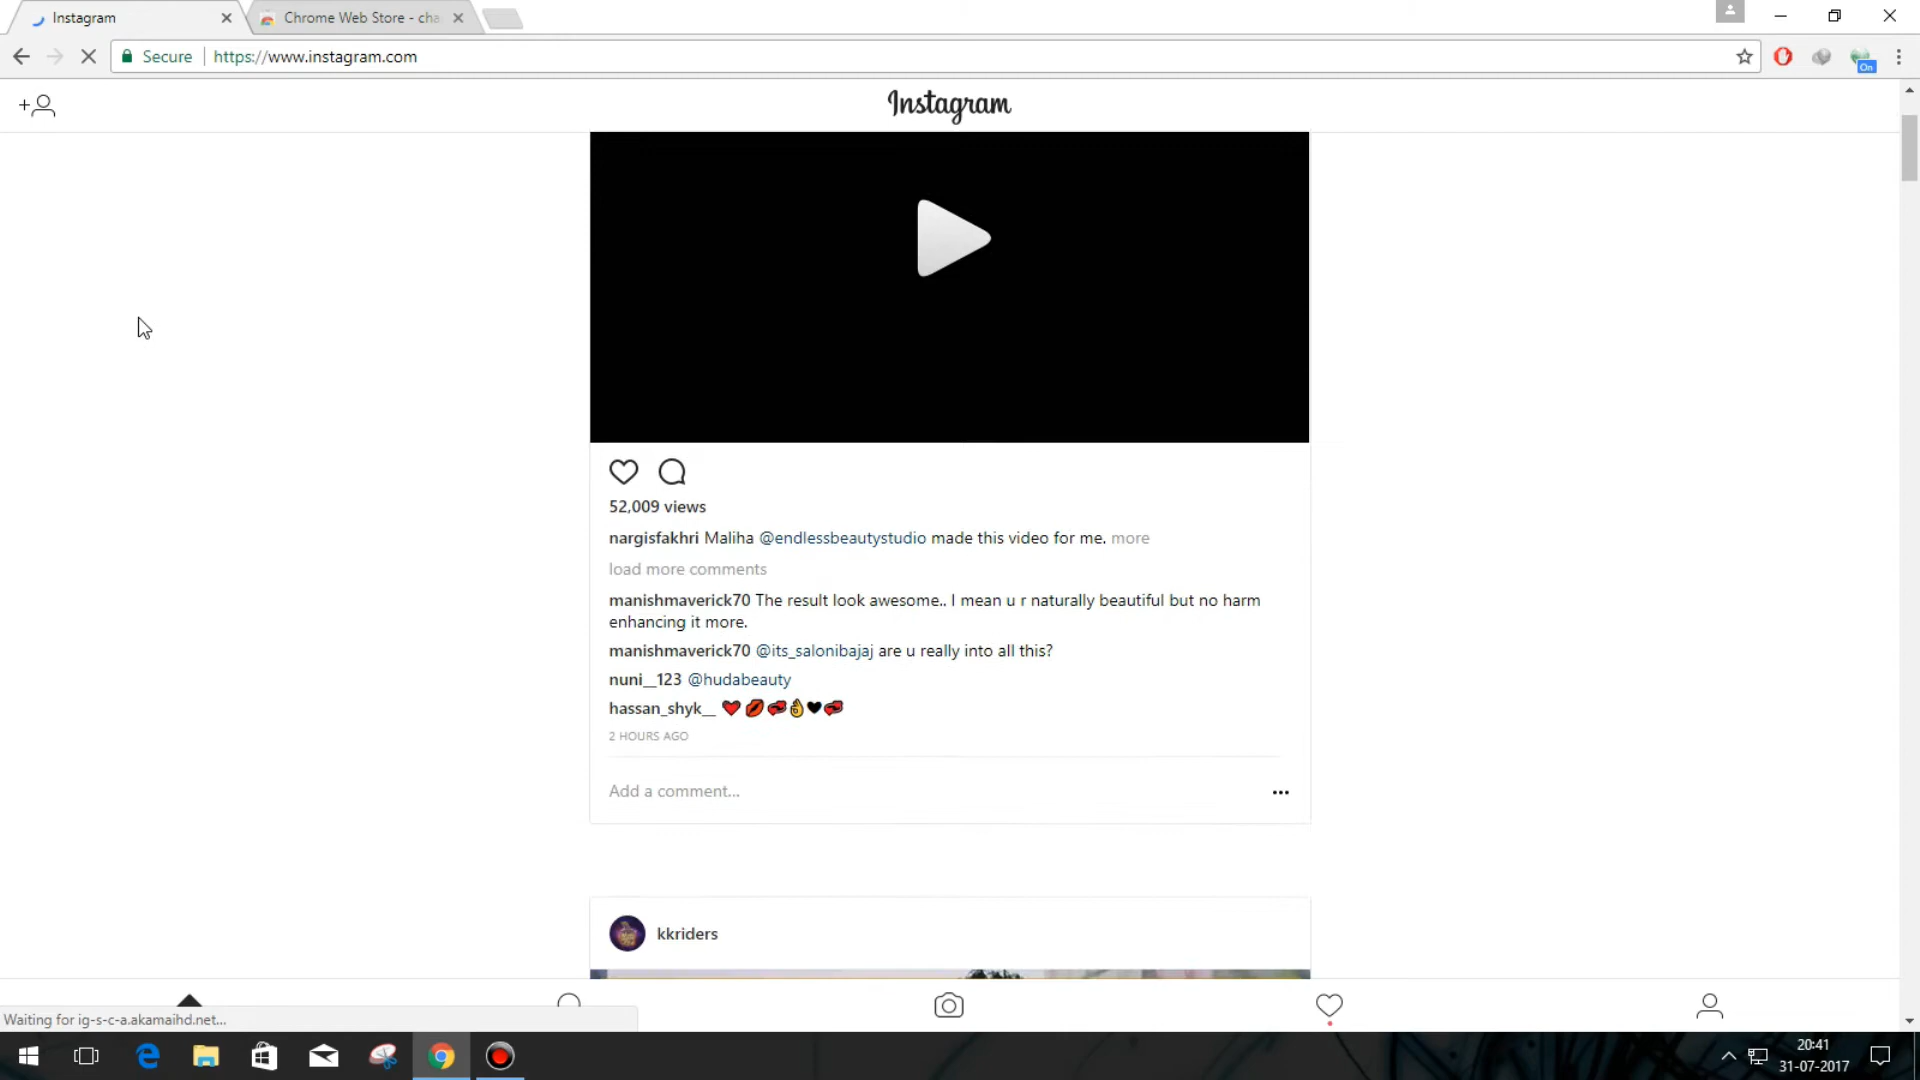 Instagram
Chrome Web Store - cha
Secure
https://www.instagram.com
On
Instagram
52,009 views
nargisfakhri Maliha @endlessbeautystudio made this video for me. more
load more comments
manishmaverick70 The result look awesome.. I mean u r naturally beautiful but no harm
enhancing it more.
manishmaverick70 @its_salonibajaj are u really into all this?
nuni__123 @hudabeauty
hassan_shyk__ ❤️💋💋👌🖤💋
2 HOURS AGO
Add a comment...
kkriders
Waiting for ig-s-c-a.akamaihd.net...
20:41
31-07-2017